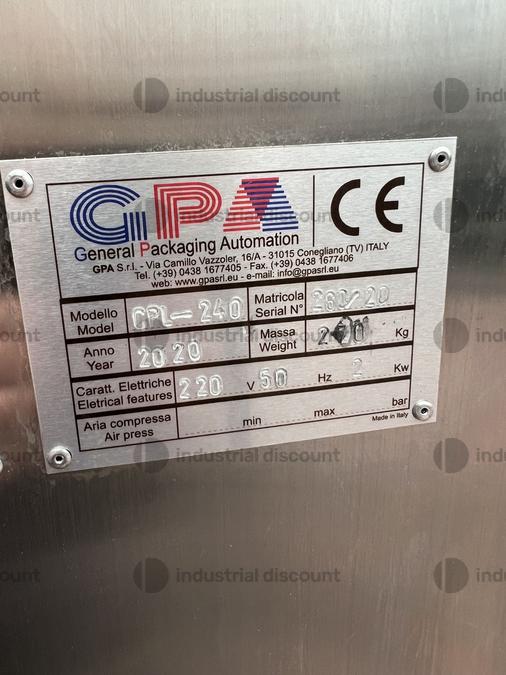 industrial discount
GPA
CE
General Packaging Automation
GPA S.r.l. - Via Camillo Vazzoler, 16/A - 31015 Conegliano (TV) ITALY
Tel. (+39) 0438 1677405 - Fax. (+39) 0438 1677406
web: www.gpasrl.eu - e-mail: info@gpasrl.eu
Modello
Model
CPL-240
Matricola
Serial N°
280/20
Anno
Year
2020
Massa
Weight
Kg
Caratt. Elettriche
Eletrical features
220 V 50 Hz 2 Kw
Aria compressa
Air press
min max bar
Made in Italy
industrial discount
industrial discount